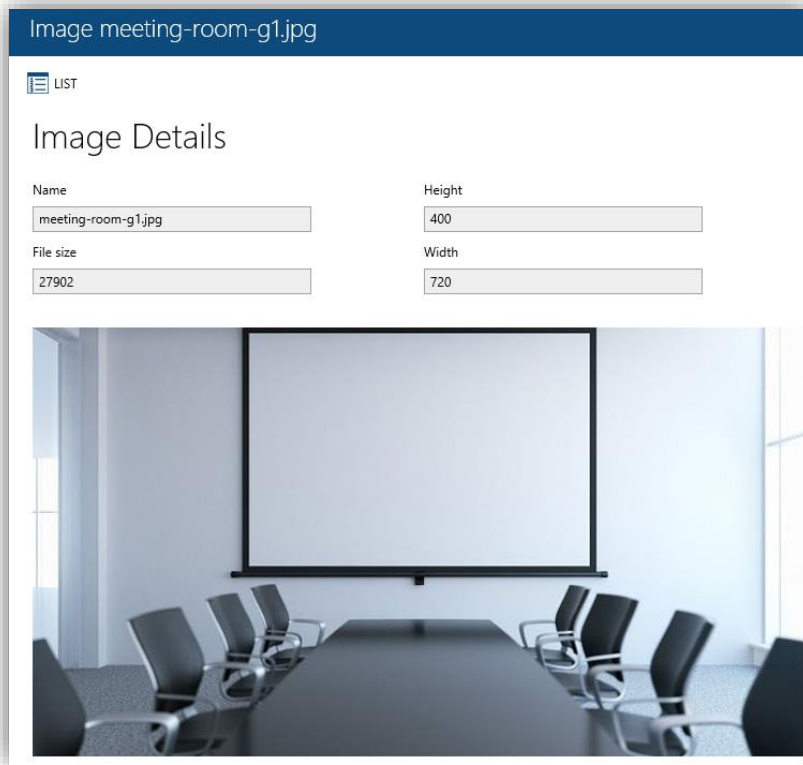 Image meeting-room-g1.jpg
LIST
Image Details
Name
meeting-room-g1.jpg
File size
27902
Height
400
Width
720